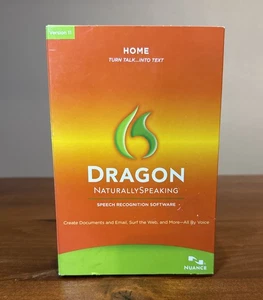 Version 11
HOME
TURN TALK...INTO TEXT
DRAGON
NATURALLYSPEAKING
SPEECH RECOGNITION SOFTWARE
Create Documents and Email, Surf the Web, and More—All By Voice
NUANCE